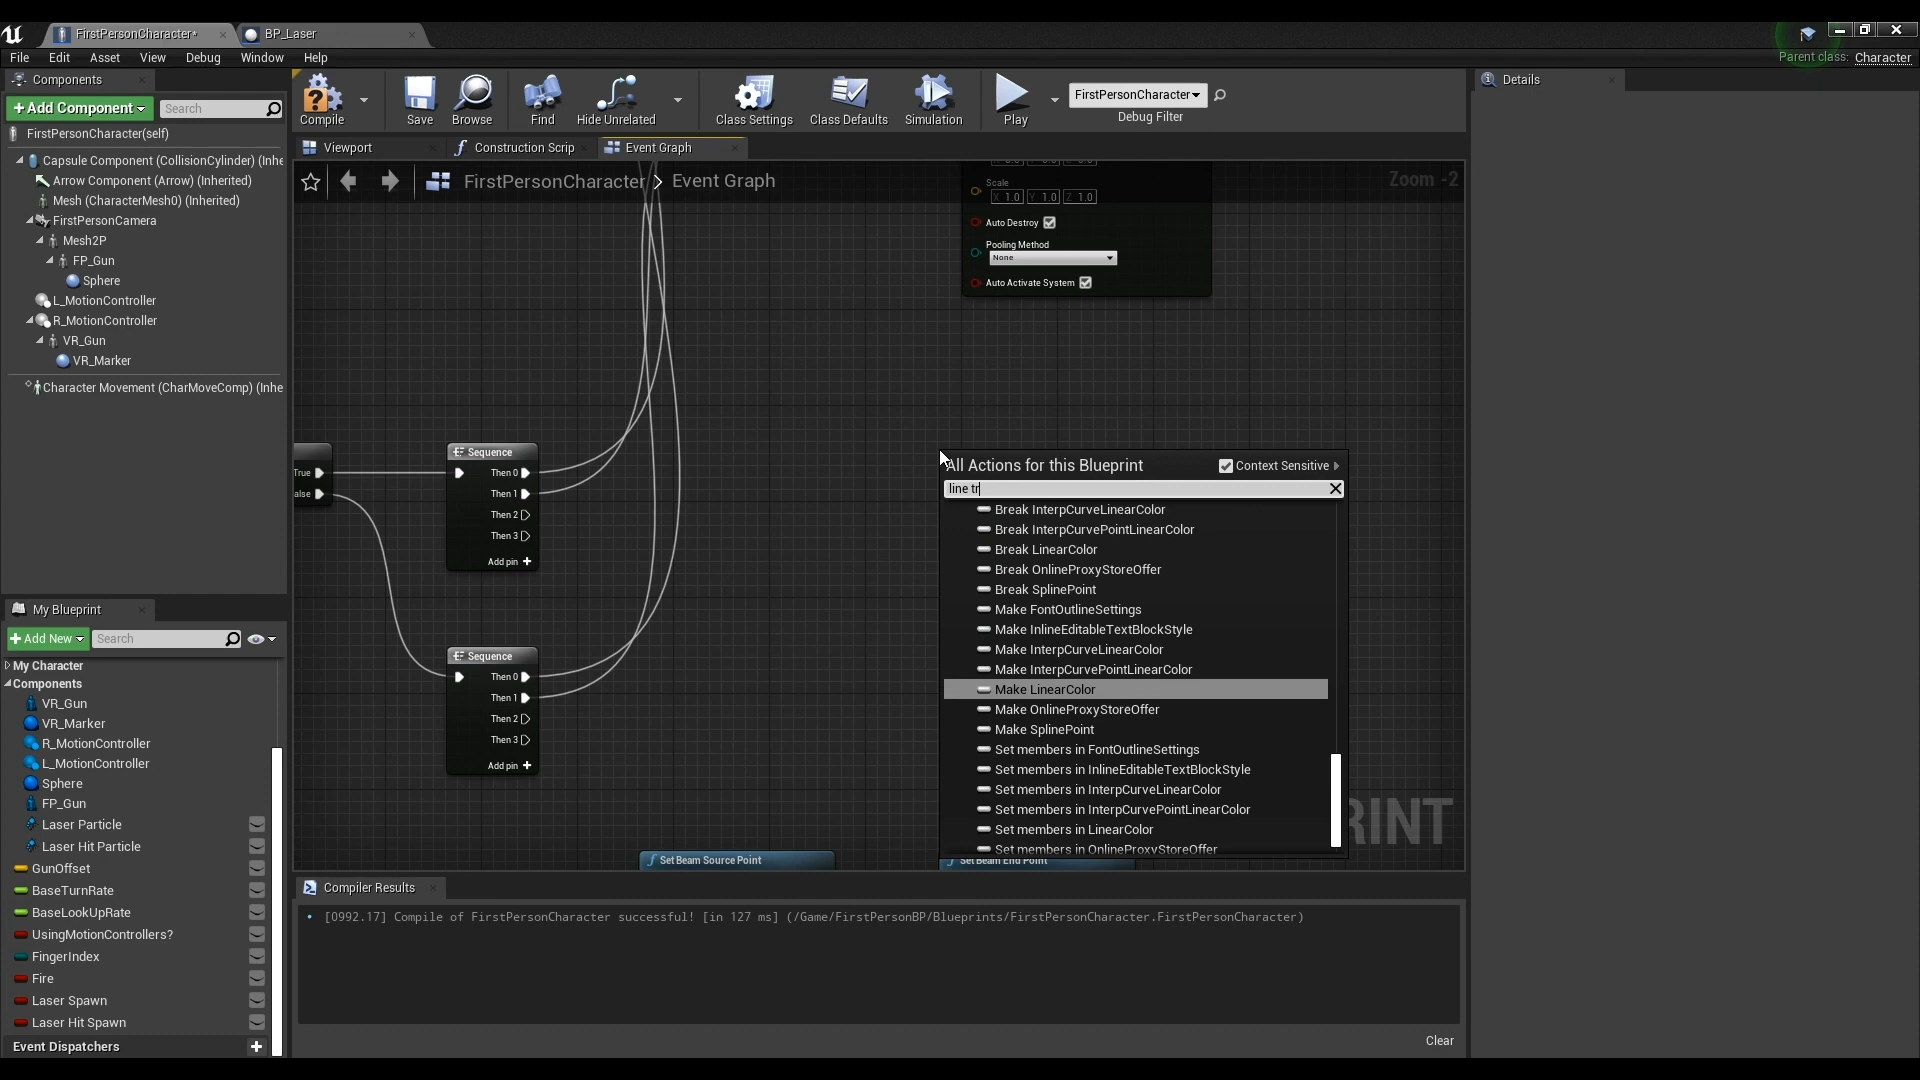 FirstPersonCharacter*
BP_Laser
File Edit Asset View Debug Window Help
Parent class: Character
Components
+Add Component
Search
FirstPersonCharacter(self)
Capsule Component (CollisionCylinder) (Inhe
Arrow Component (Arrow) (Inherited)
Mesh (CharacterMesh0) (Inherited)
FirstPersonCamera
Mesh2P
FP_Gun
Sphere
L_MotionController
R_MotionController
VR_Gun
VR_Marker
Character Movement (CharMoveComp) (Inhe
Compile
Save
Browse
Find
Hide Unrelated
Class Settings
Class Defaults
Simulation
Play
FirstPersonCharacter
Debug Filter
Details
Viewport
Construction Scrip
Event Graph
FirstPersonCharacter > Event Graph
Zoom -2
Scale
X 1.0 Y 1.0 Z 1.0
Auto Destroy
Pooling Method
None
Auto Activate System
True
alse
Sequence
Then 0
Then 1
Then 2
Then 3
Add pin +
Sequence
Then 0
Then 1
Then 2
Then 3
Add pin +
Set Beam Source Point
Set Beam End Point
RINT
All Actions for this Blueprint
Context Sensitive
line tr
Break InterpCurveLinearColor
Break InterpCurvePointLinearColor
Break LinearColor
Break OnlineProxyStoreOffer
Break SplinePoint
Make FontOutlineSettings
Make InlineEditableTextBlockStyle
Make InterpCurveLinearColor
Make InterpCurvePointLinearColor
Make LinearColor
Make OnlineProxyStoreOffer
Make SplinePoint
Set members in FontOutlineSettings
Set members in InlineEditableTextBlockStyle
Set members in InterpCurveLinearColor
Set members in InterpCurvePointLinearColor
Set members in LinearColor
Set members in OnlineProxyStoreOffer
My Blueprint
+Add New
Search
My Character
Components
VR_Gun
VR_Marker
R_MotionController
L_MotionController
Sphere
FP_Gun
Laser Particle
Laser Hit Particle
GunOffset
BaseTurnRate
BaseLookUpRate
UsingMotionControllers?
FingerIndex
Fire
Laser Spawn
Laser Hit Spawn
Event Dispatchers
Compiler Results
• [0992.17] Compile of FirstPersonCharacter successful! [in 127 ms] (/Game/FirstPersonBP/Blueprints/FirstPersonCharacter.FirstPersonCharacter)
Clear